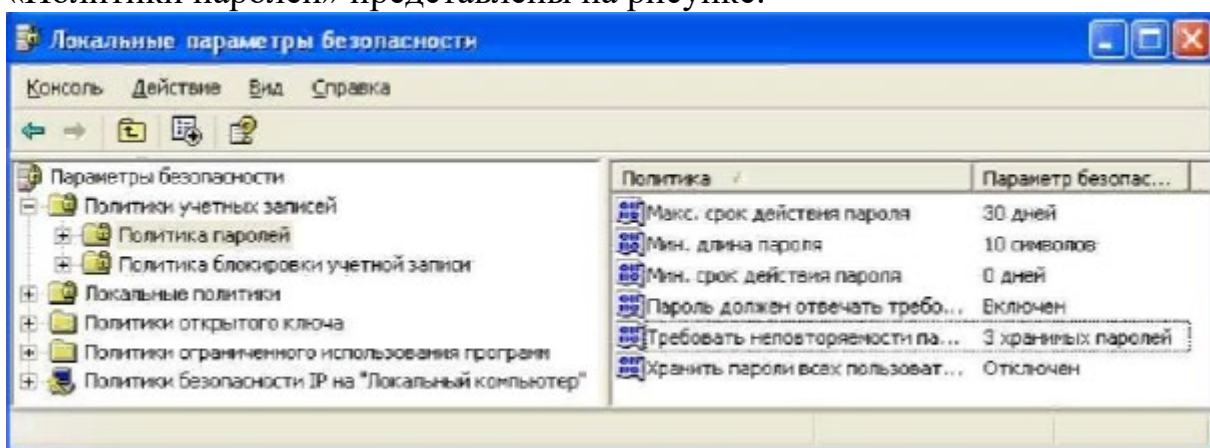 «Политики паролей» представлены на рисунке:
Локальные параметры безопасности
Консоль Действие Вид Справка
Параметры безопасности
Политики учетных записей
Политика паролей
Политика блокировки учетной записи
Локальные политики
Политики открытого ключа
Политики ограниченного использования программ
Политики безопасности IP на "Локальный компьютер"
Политика Параметр безопас...
Макс. срок действия пароля 30 дней
Мин. длина пароля 10 символов
Мин. срок действия пароля 0 дней
Пароль должен отвечать требо... Включен
Требовать неповторяемости па... 3 хранимых паролей
Хранить пароли всех пользоват... Отключен